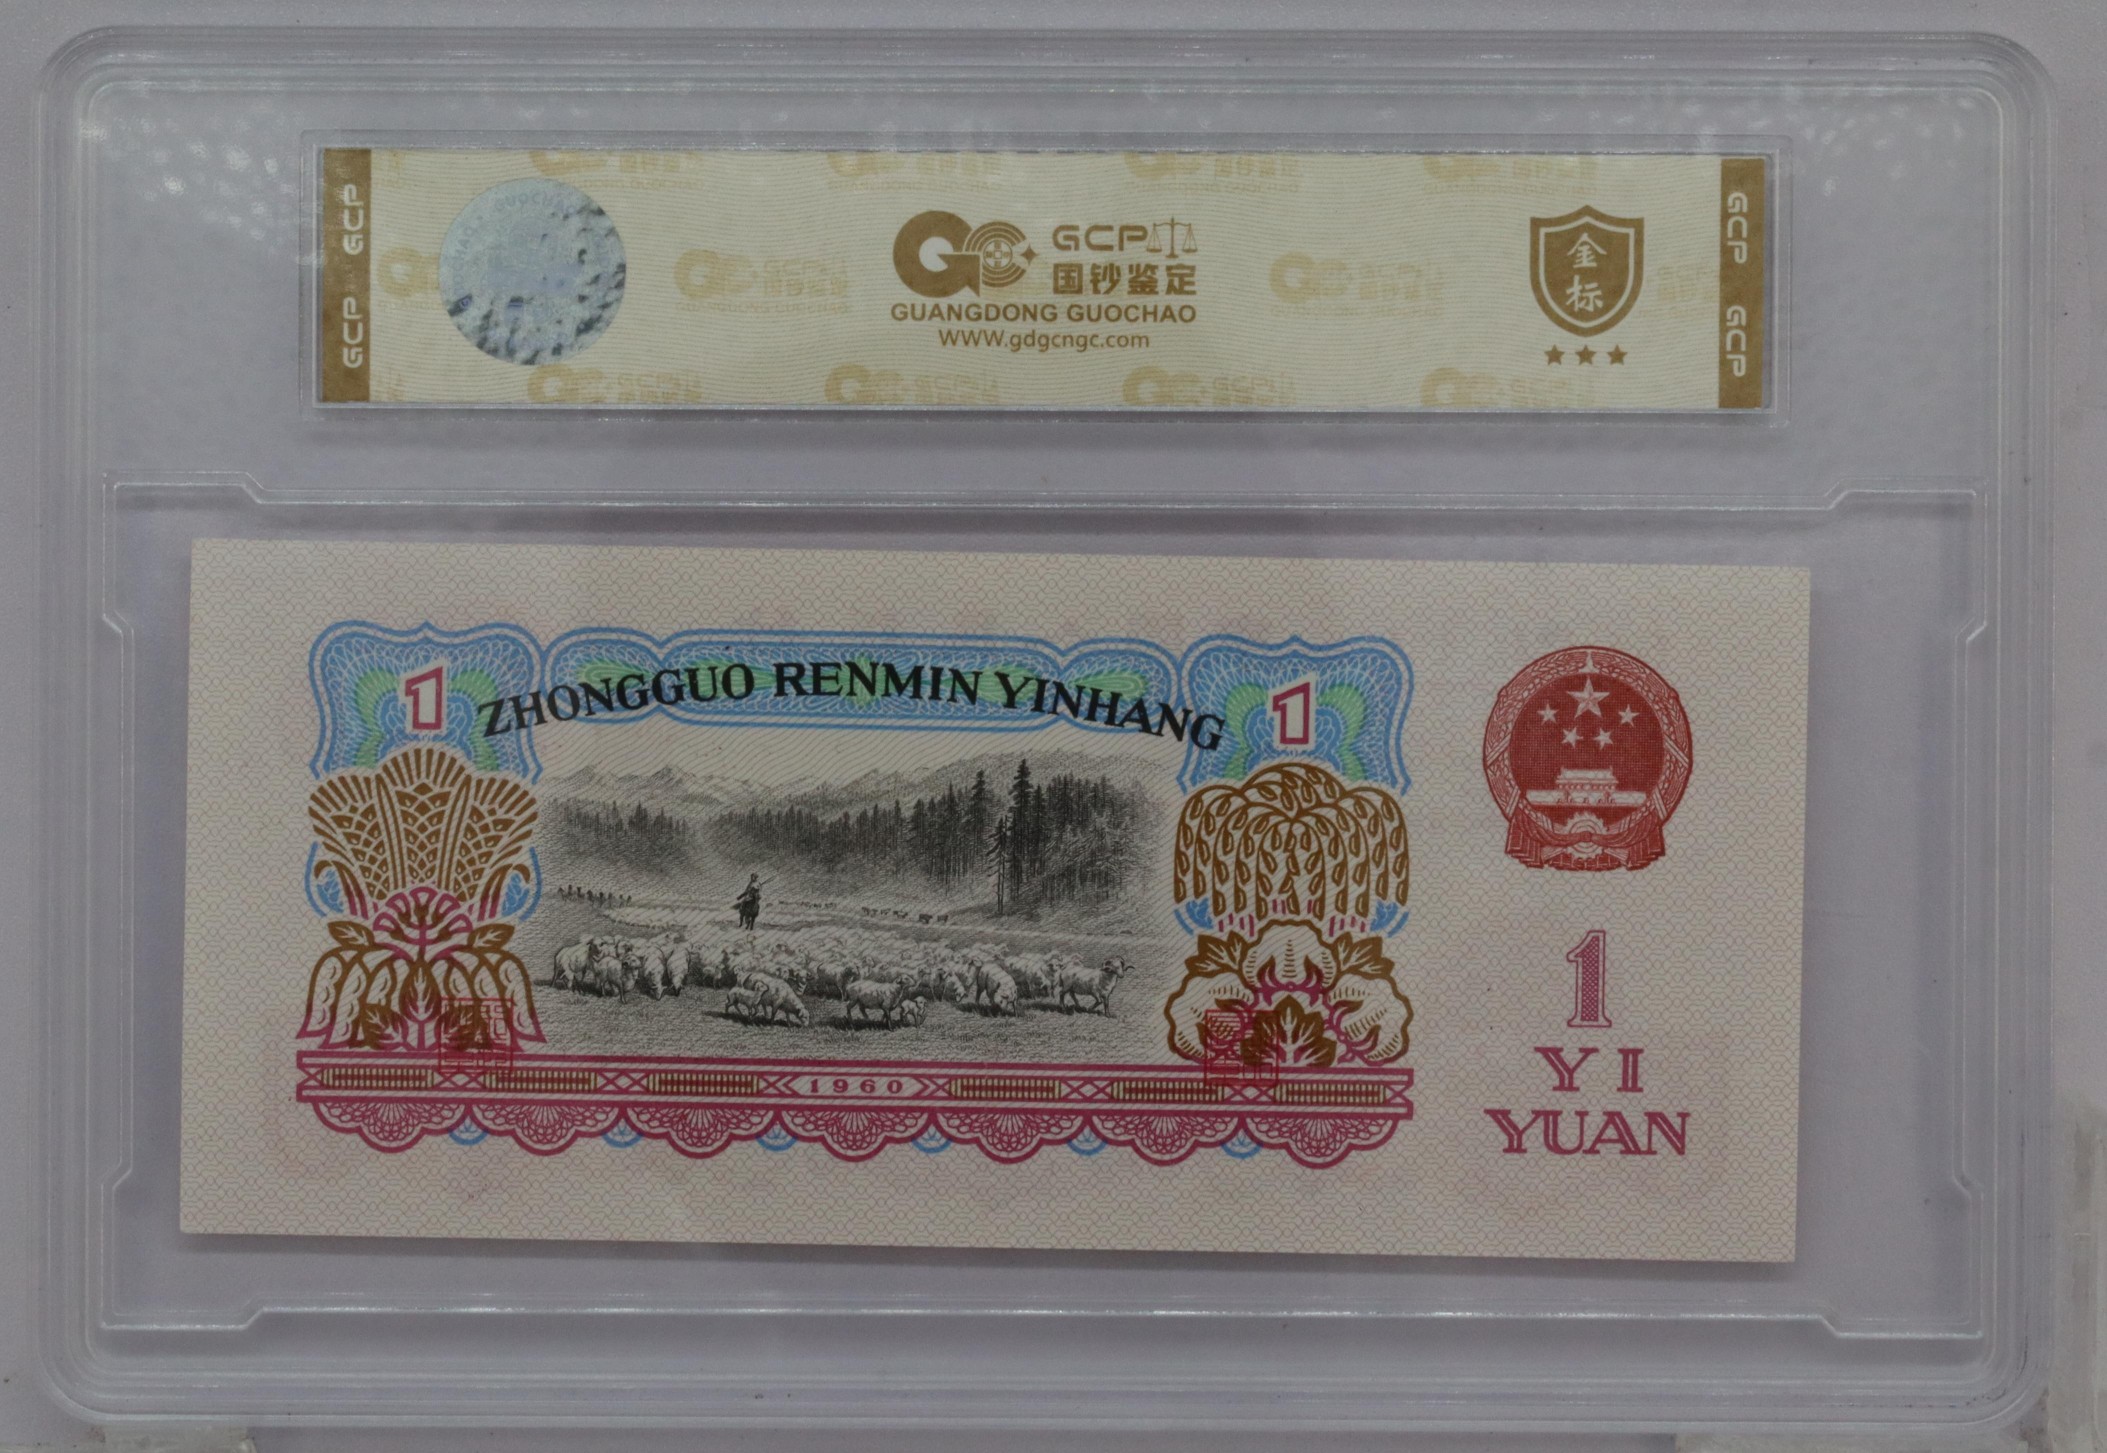 GCP GCP
GCP
国钞鉴定
GUANGDONG GUOCHAO
WWW.gdgcngc.com
金
标
GCP GCP
1
ZHONGGUO RENMIN YINHANG
1
1960
1
YI
YUAN